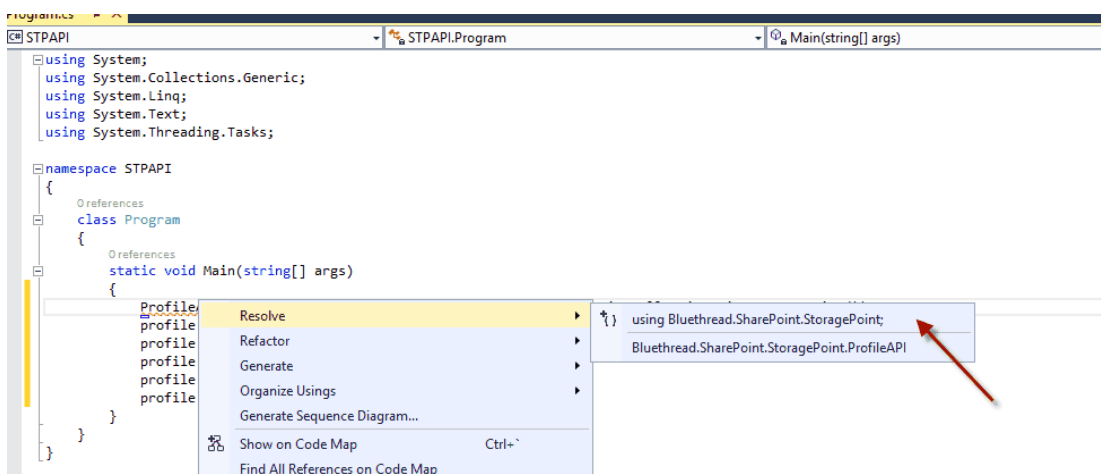 Program.cs
C# STPAPI STPAPI.Program Main(string[] args)
using System;
using System.Collections.Generic;
using System.Linq;
using System.Text;
using System.Threading.Tasks;
namespace STPAPI
{
0 references
class Program
{
0 references
static void Main(string[] args)
{
Profile
profile
profile
profile
profile
profile
}
}
}
Resolve
Refactor
Generate
Organize Usings
Generate Sequence Diagram...
Show on Code Map Ctrl+`
Find All References on Code Map
using Bluethread.SharePoint.StoragePoint;
Bluethread.SharePoint.StoragePoint.ProfileAPI